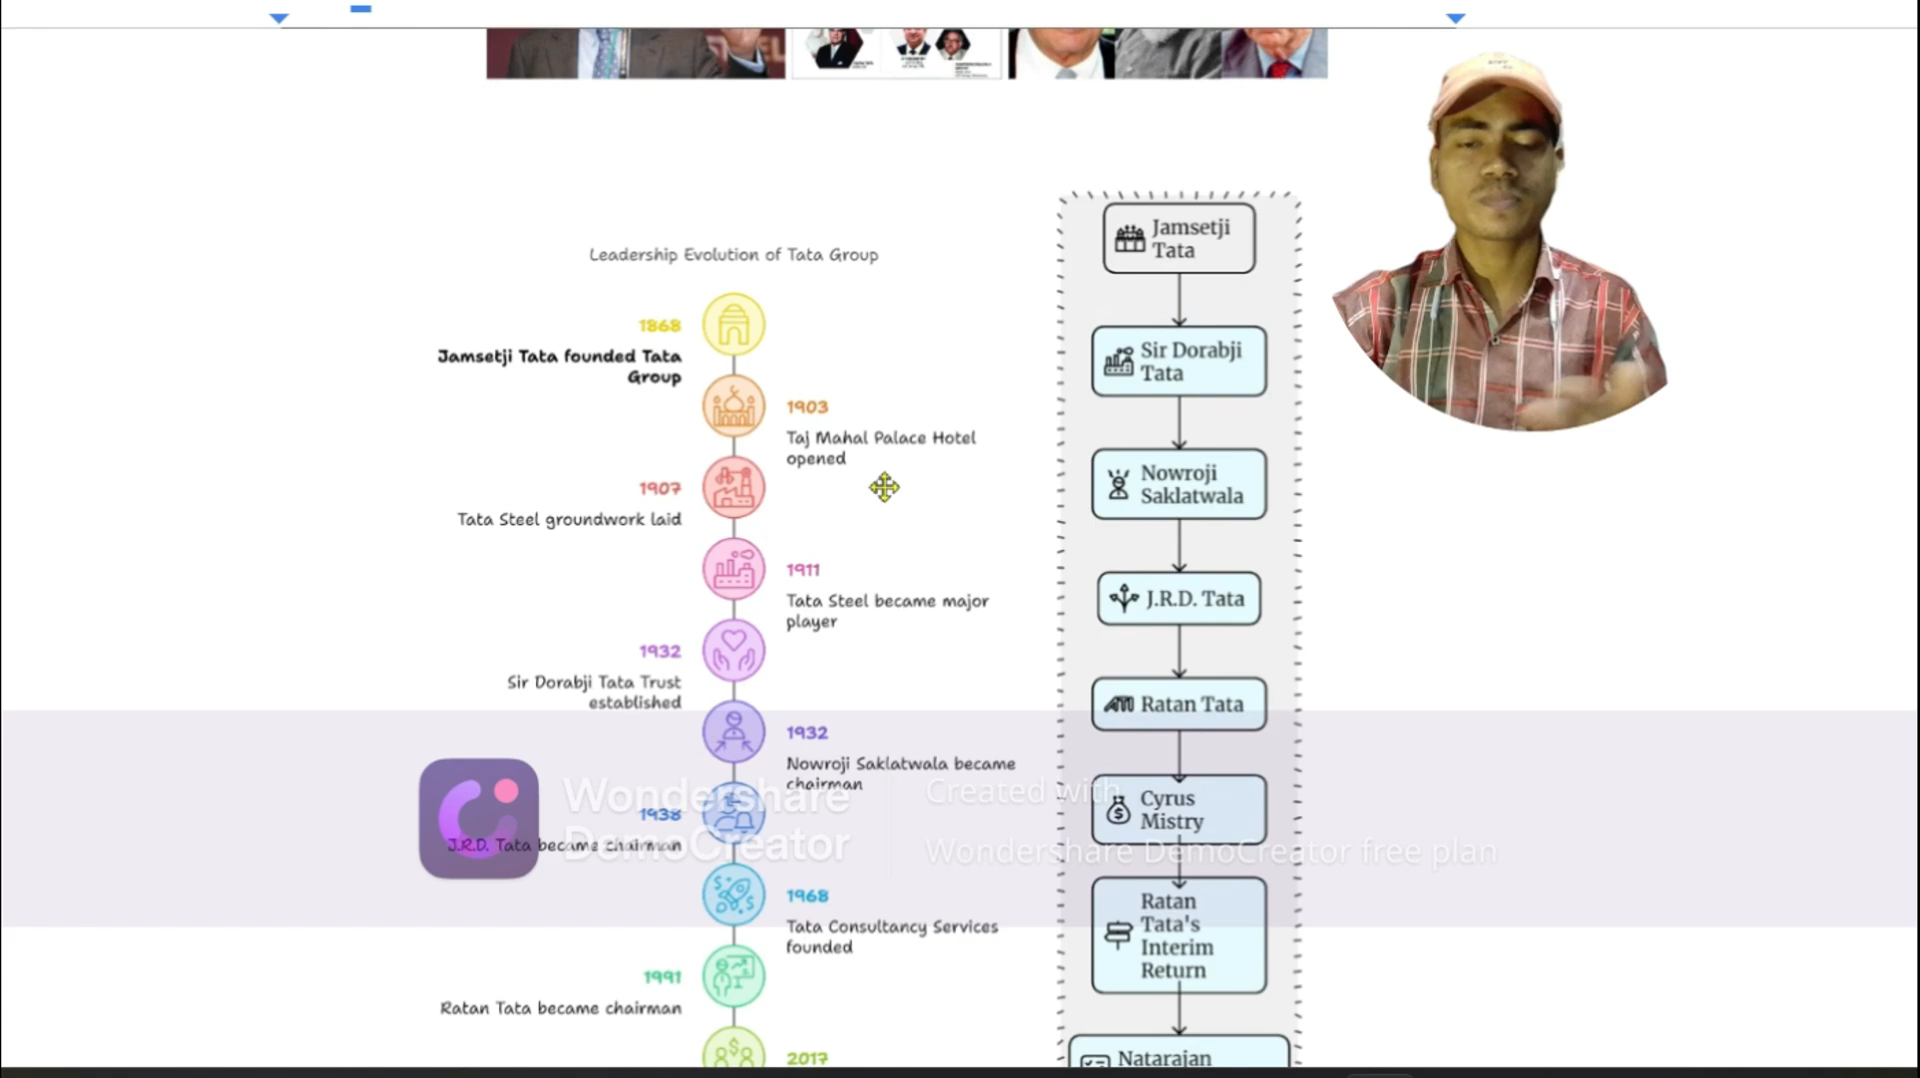 Leadership Evolution of Tata Group
1868
Jamsetji Tata founded Tata
Group
1903
Taj Mahal Palace Hotel
opened
1907
Tata Steel groundwork laid
1911
Tata Steel became major
player
1932
Sir Dorabji Tata Trust
established
1932
Nowroji Saklatwala became
chairman
1938
J.R.D. Tata became chairman
1968
Tata Consultancy Services
founded
1991
Ratan Tata became chairman
2017
Jamsetji
Tata
Sir Dorabji
Tata
Nowroji
Saklatwala
J.R.D. Tata
Ratan Tata
Cyrus
Mistry
Ratan
Tata's
Interim
Return
Natarajan
Wondershare
DemoCreator
Created with
Wondershare DemoCreator free plan